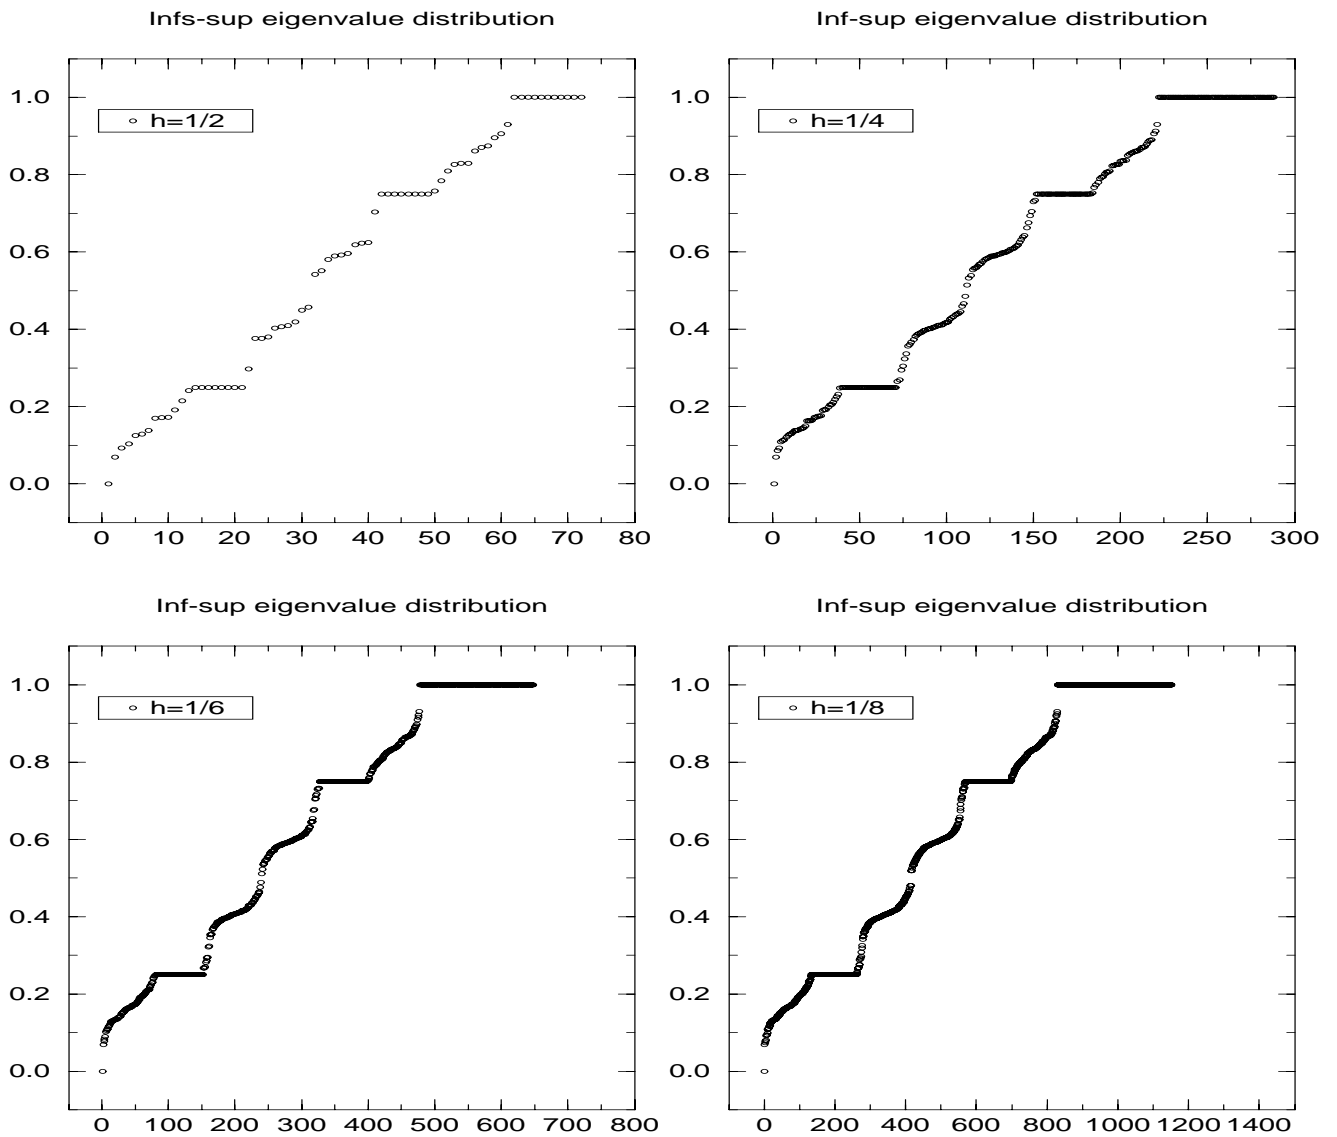 Infs-sup eigenvalue distribution
Inf-sup eigenvalue distribution
1.0
0.8
0.6
0.4
0.2
0.0
h=1/2
0 10 20 30 40 50 60 70 80
1.0
0.8
0.6
0.4
0.2
0.0
h=1/4
0 50 100 150 200 250 300
Inf-sup eigenvalue distribution
Inf-sup eigenvalue distribution
1.0
0.8
0.6
0.4
0.2
0.0
h=1/6
0 100 200 300 400 500 600 700 800
1.0
0.8
0.6
0.4
0.2
0.0
h=1/8
0 200 400 600 800 1000 1200 1400